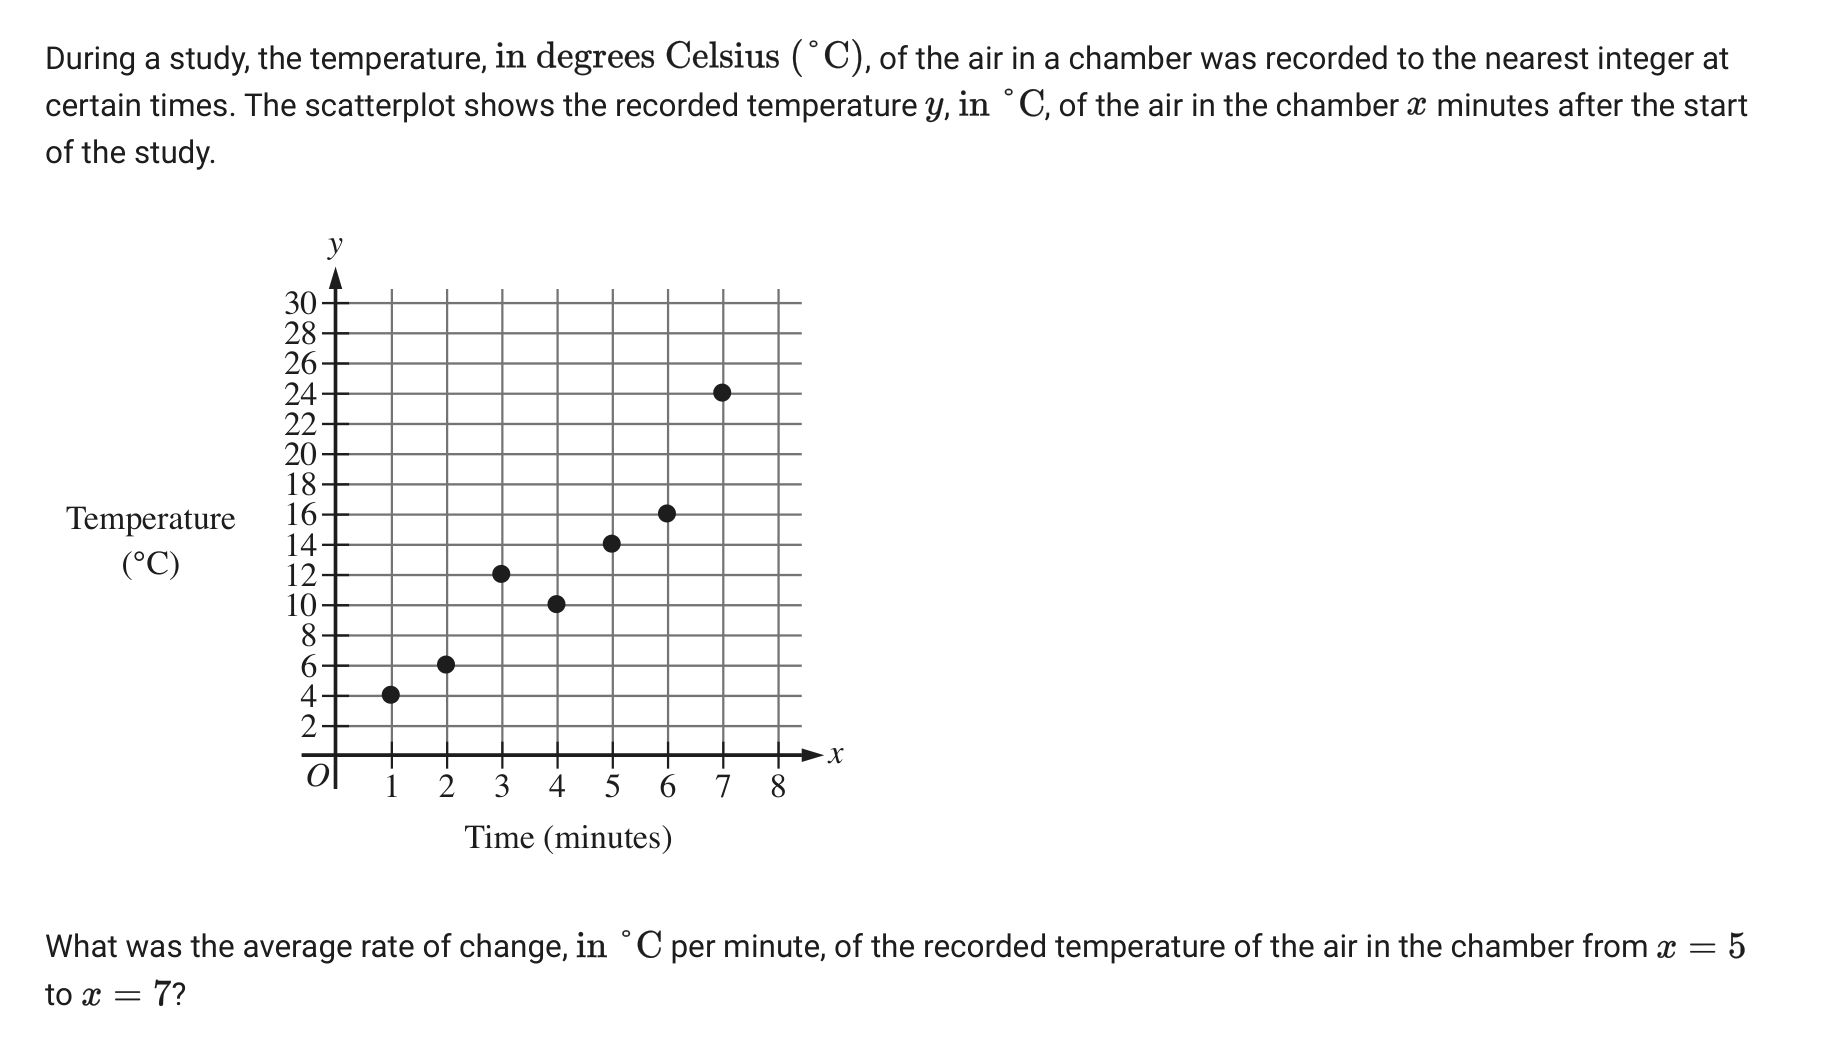 During a study, the temperature, in degrees Celsius (°C), of the air in a chamber was recorded to the nearest integer at
certain times. The scatterplot shows the recorded temperature y, in °C, of the air in the chamber x minutes after the start
of the study.
y
30
28
26
24
22
20
18
16
14
12
10
8
6
4
2
Temperature
(°C)
O
1 2 3 4 5 6 7 8
x
Time (minutes)
What was the average rate of change, in °C per minute, of the recorded temperature of the air in the chamber from x = 5
to x = 7?